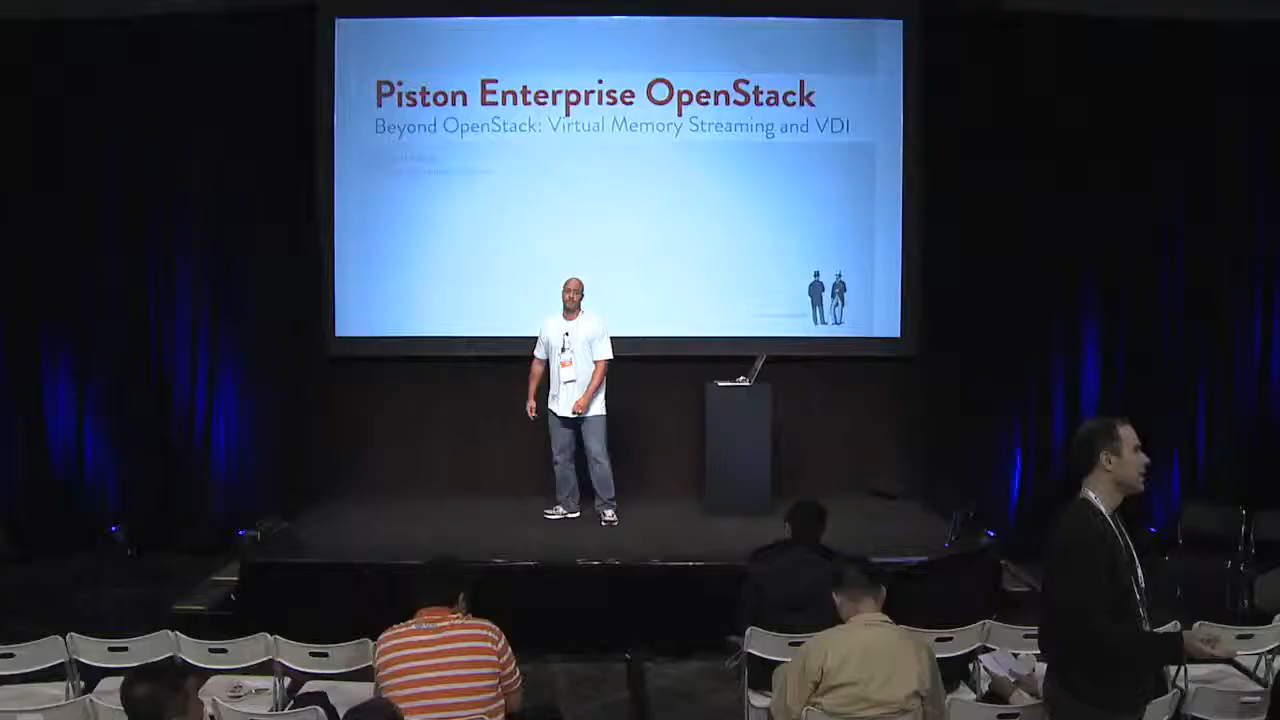 Piston Enterprise OpenStack
Beyond OpenStack: Virtual Memory Streaming and VDI